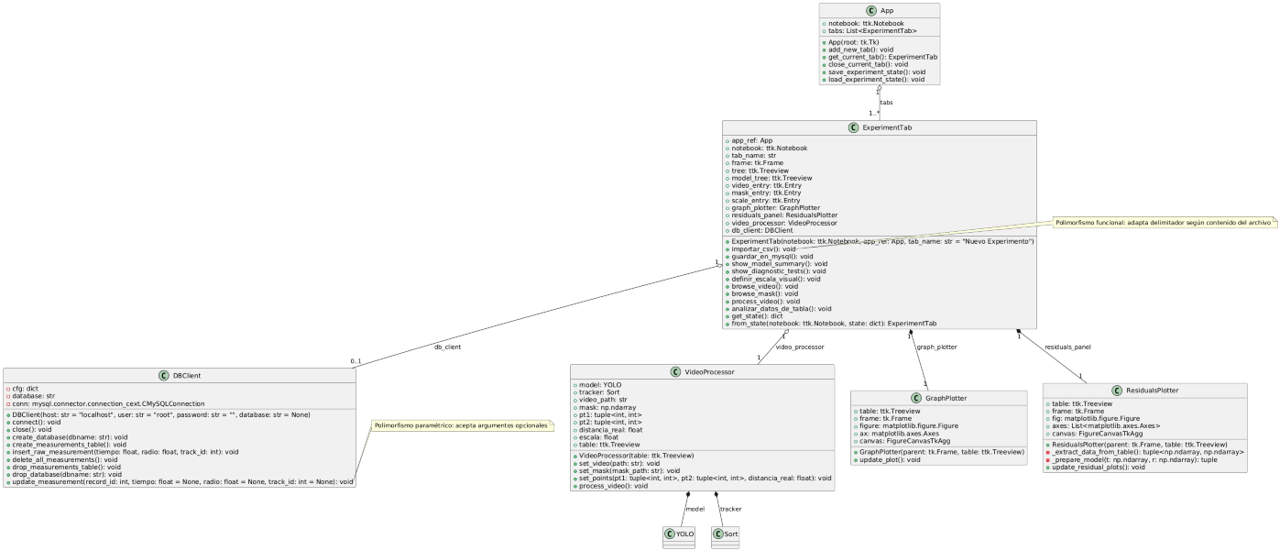 C App
notebook: ttk.Notebook
tabs: List<ExperimentTab>
App(root: tk.Tk)
add_new_tab(): void
get_current_tab(): ExperimentTab
close_current_tab(): void
save_experiment_state(): void
load_experiment_state(): void
1
tabs
1..*
C ExperimentTab
app_ref: App
notebook: ttk.Notebook
tab_name: str
frame: tk.Frame
tree: ttk.Treeview
model_tree: ttk.Treeview
video_entry: ttk.Entry
mask_entry: ttk.Entry
scale_entry: ttk.Entry
graph_plotter: GraphPlotter
residuals_panel: ResidualsPlotter
video_processor: VideoProcessor
db_client: DBClient
ExperimentTab(notebook: ttk.Notebook, app_ref: App, tab_name: str = "Nuevo Experimento")
importar_csv(): void
guardar_en_mysql(): void
show_model_summary(): void
show_diagnostic_tests(): void
definir_escala_visual(): void
browse_video(): void
browse_mask(): void
process_video(): void
analizar_datos_de_tabla(): void
get_state(): dict
from_state(notebook: ttk.Notebook, state: dict): ExperimentTab
Polimorfismo funcional: adapta delimitador según contenido del archivo
1
db_client
0..1
1
video_processor
1
1
graph_plotter
1
1
residuals_panel
1
C DBClient
cfg: dict
database: str
conn: mysql.connector.connection_cext.CMySQLConnection
DBClient(host: str = "localhost", user: str = "root", password: str = "", database: str = None)
connect(): void
close(): void
create_database(dbname: str): void
create_measurements_table(): void
insert_raw_measurement(tiempo: float, radio: float, track_id: int): void
delete_all_measurements(): void
drop_measurements_table(): void
drop_database(dbname: str): void
update_measurement(record_id: int, tiempo: float = None, radio: float = None, track_id: int = None): void
Polimorfismo paramétrico: acepta argumentos opcionales
C VideoProcessor
model: YOLO
tracker: Sort
video_path: str
mask: np.ndarray
pt1: tuple<int, int>
pt2: tuple<int, int>
distancia_real: float
escala: float
table: ttk.Treeview
VideoProcessor(table: ttk.Treeview)
set_video(path: str): void
set_mask(mask_path: str): void
set_points(pt1: tuple<int, int>, pt2: tuple<int, int>, distancia_real: float): void
process_video(): void
C GraphPlotter
table: ttk.Treeview
frame: tk.Frame
figure: matplotlib.figure.Figure
ax: matplotlib.axes.Axes
canvas: FigureCanvasTkAgg
GraphPlotter(parent: tk.Frame, table: ttk.Treeview)
update_plot(): void
C ResidualsPlotter
table: ttk.Treeview
frame: tk.Frame
fig: matplotlib.figure.Figure
axes: List<matplotlib.axes.Axes>
canvas: FigureCanvasTkAgg
ResidualsPlotter(parent: tk.Frame, table: ttk.Treeview)
_extract_data_from_table(): tuple<np.ndarray, np.ndarray>
_prepare_model(t: np.ndarray, r: np.ndarray): tuple
update_residual_plots(): void
model
tracker
C YOLO
C Sort